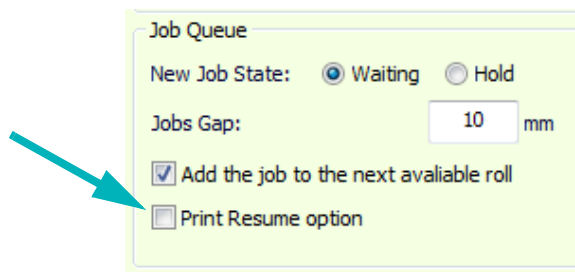 Job Queue
New Job State: Waiting Hold
Jobs Gap: 10 mm
Add the job to the next avaliable roll
Print Resume option